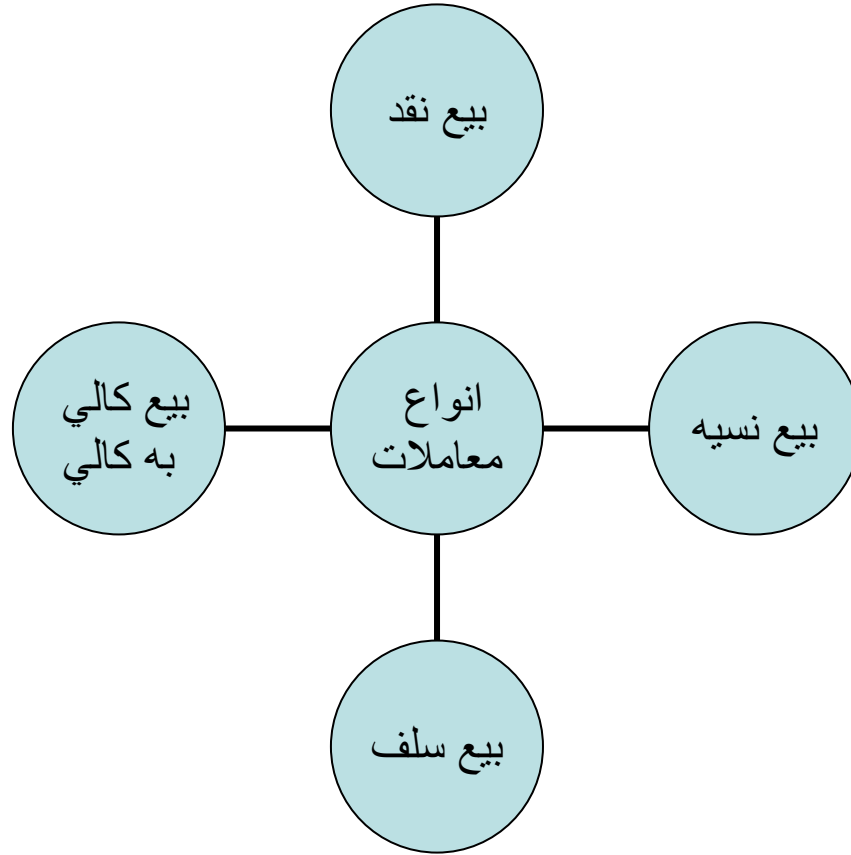 بيع نقد
انواع
معاملات
بيع نسيه
بيع كالي
به كالي
بيع سلف